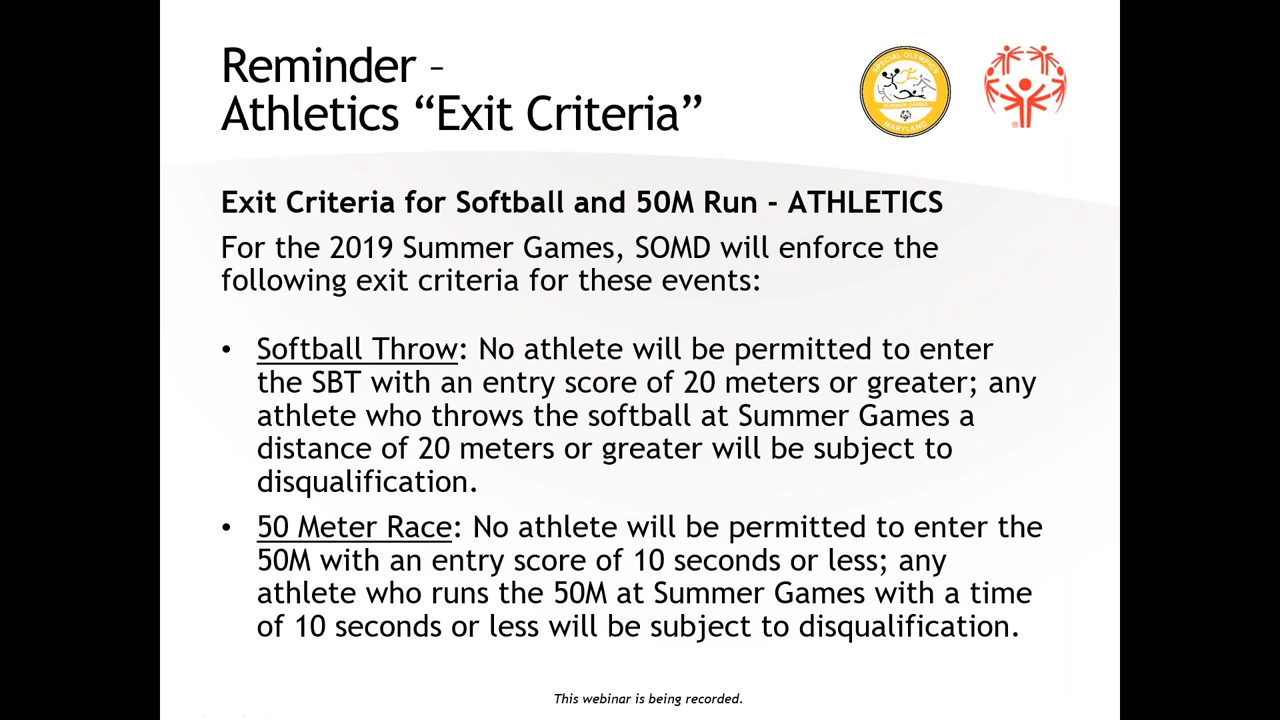 Reminder –
Athletics “Exit Criteria”
SPECIAL OLYMPICS
SUMMER GAMES
MARYLAND
Exit Criteria for Softball and 50M Run - ATHLETICS
For the 2019 Summer Games, SOMD will enforce the
following exit criteria for these events:
• Softball Throw: No athlete will be permitted to enter
the SBT with an entry score of 20 meters or greater; any
athlete who throws the softball at Summer Games a
distance of 20 meters or greater will be subject to
disqualification.
• 50 Meter Race: No athlete will be permitted to enter the
50M with an entry score of 10 seconds or less; any
athlete who runs the 50M at Summer Games with a time
of 10 seconds or less will be subject to disqualification.
This webinar is being recorded.